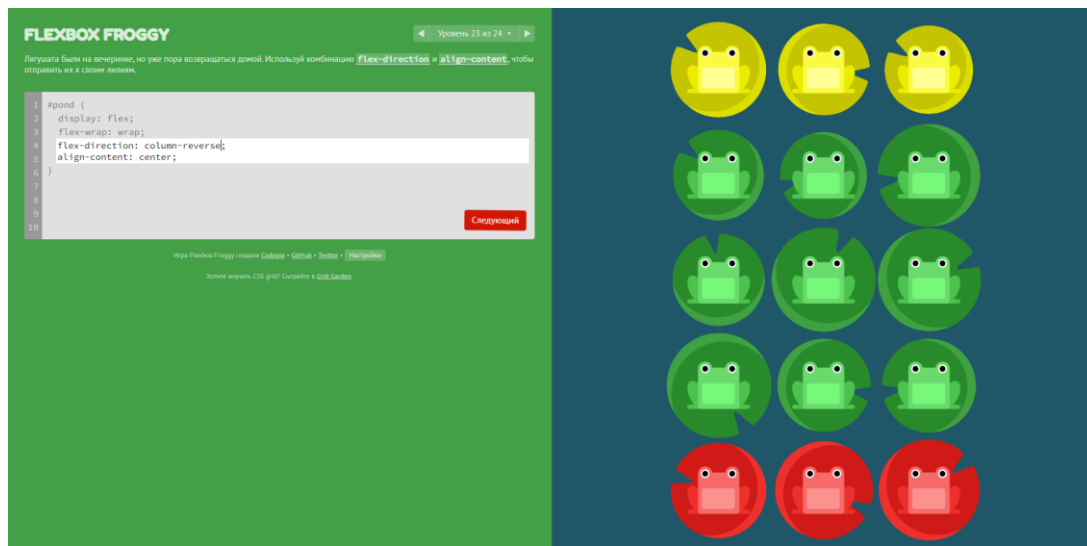 FLEXBOX FROGGY
◀ Уровень 23 из 24 ▾ ▶
Лягушата были на вечеринке, но уже пора возвращаться домой. Используй комбинацию flex-direction и align-content, чтобы
отправить их к своим лилиям.
1 #pond {
2 display: flex;
3 flex-wrap: wrap;
4 flex-direction: column-reverse;
5 align-content: center;
6 }
7
8
9
10
Следующий
Игра Flexbox Froggy создана Codepip • GitHub • Twitter • Настройки
Хотите изучить CSS grid? Сыграйте в Grid Garden.